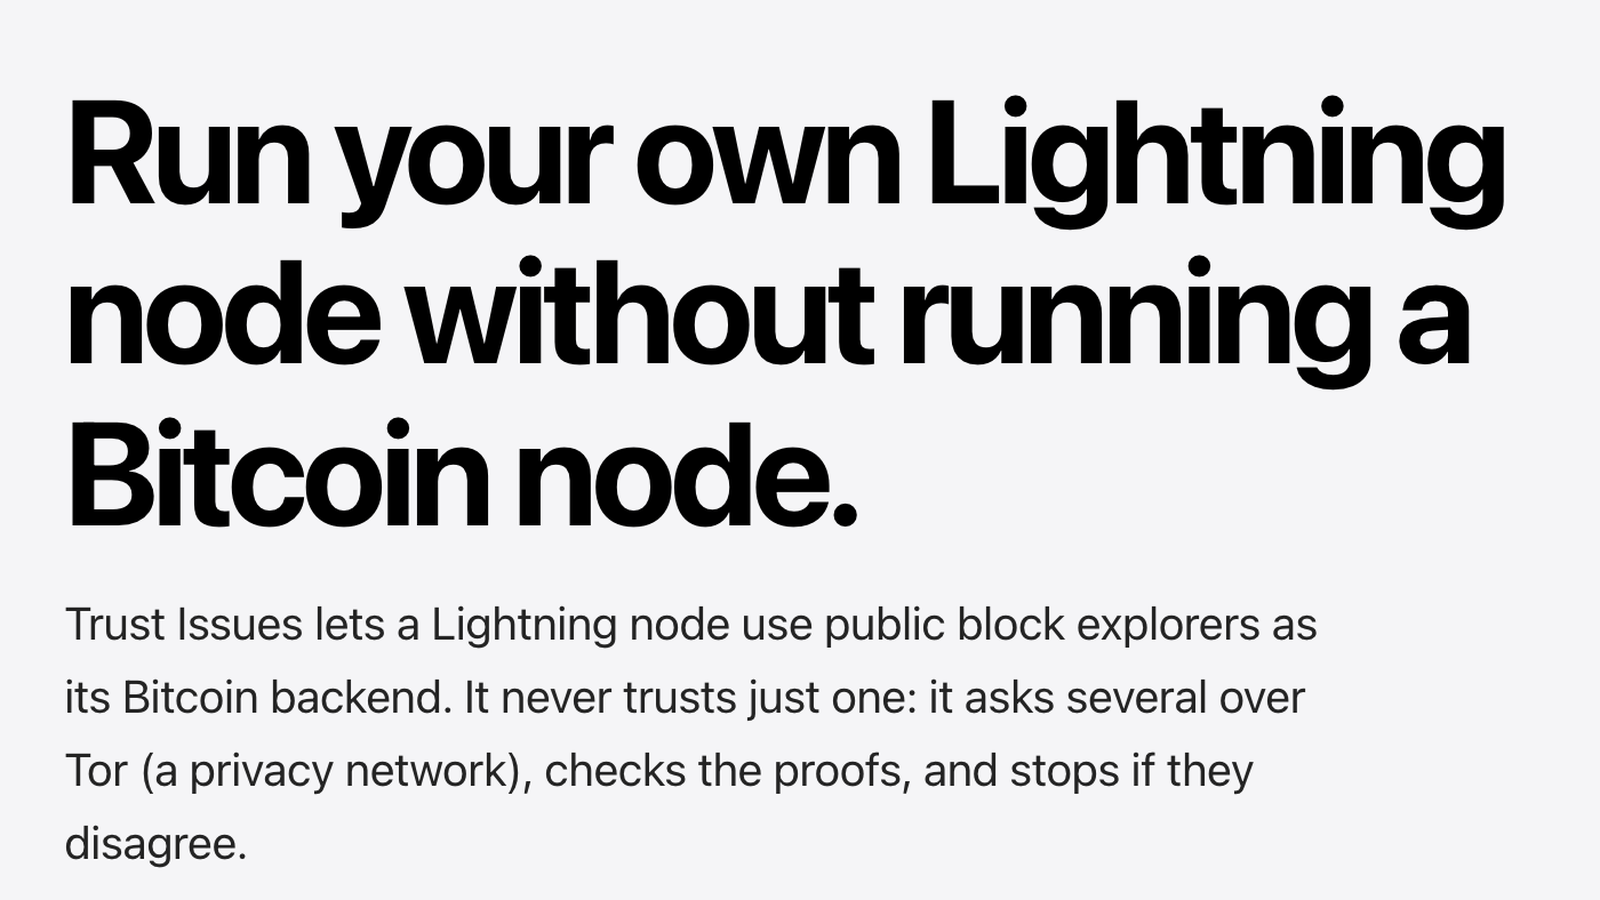 Run your own Lightning
node without running a
Bitcoin node.
Trust Issues lets a Lightning node use public block explorers as
its Bitcoin backend. It never trusts just one: it asks several over
Tor (a privacy network), checks the proofs, and stops if they
disagree.